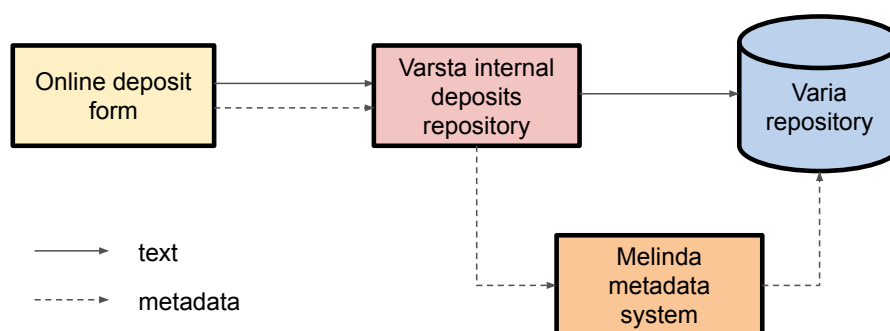 Online deposit
form
Varsta internal
deposits
repository
Varia
repository
text
metadata
Melinda
metadata
system